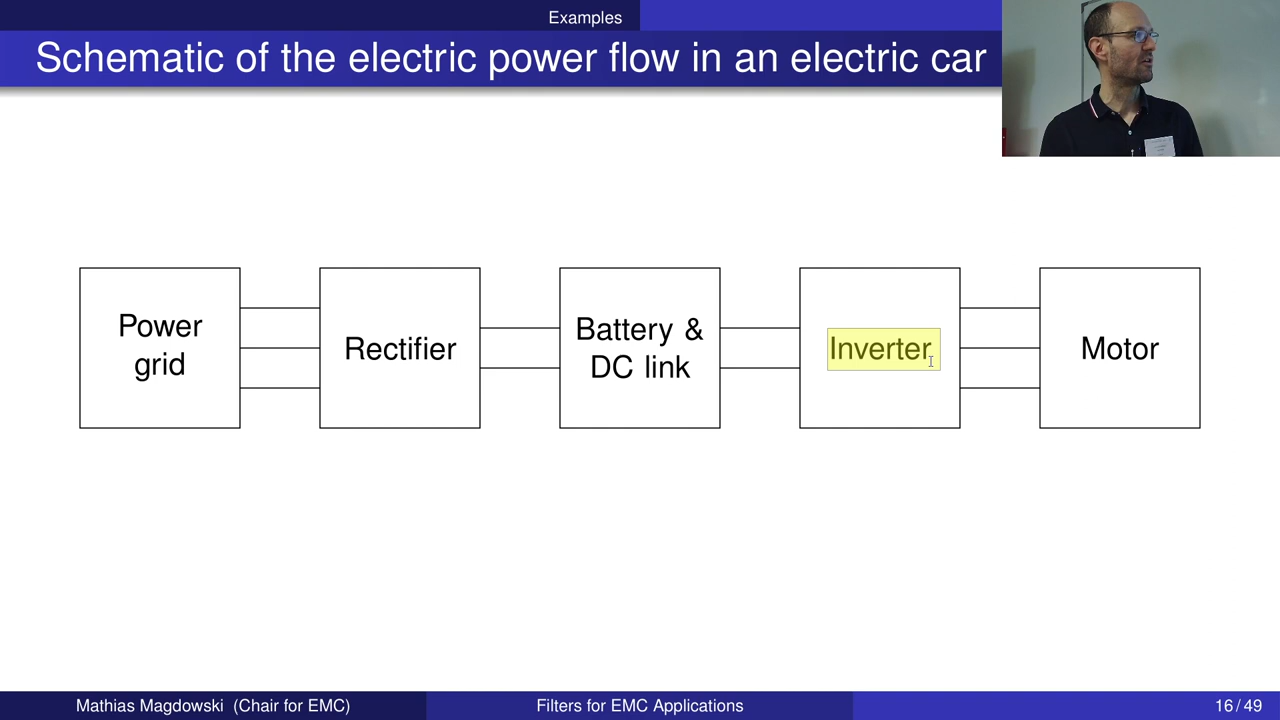 Examples
Schematic of the electric power flow in an electric car
Power
grid
Rectifier
Battery &
DC link
Inverter
Motor
Mathias Magdowski (Chair for EMC)
Filters for EMC Applications
16 / 49